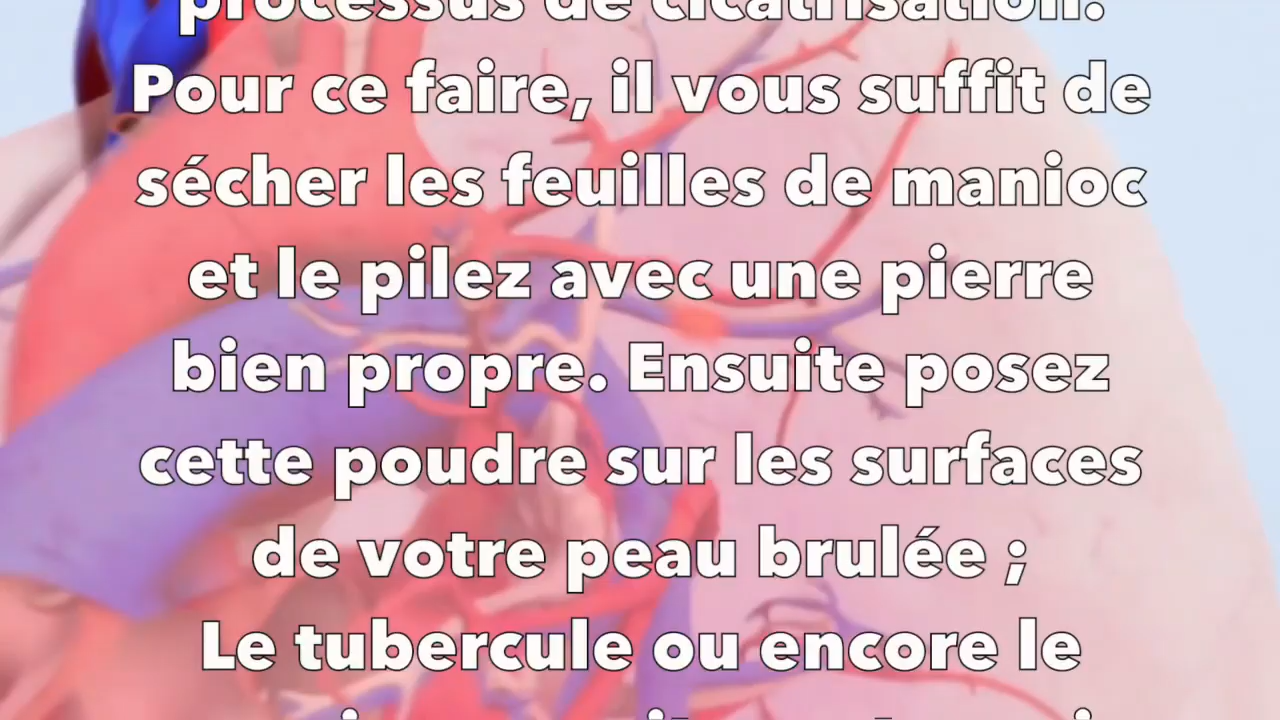 processus de cicatrisation.
Pour ce faire, il vous suffit de
sécher les feuilles de manioc
et le pilez avec une pierre
bien propre. Ensuite posez
cette poudre sur les surfaces
de votre peau brulée ;
Le tubercule ou encore le